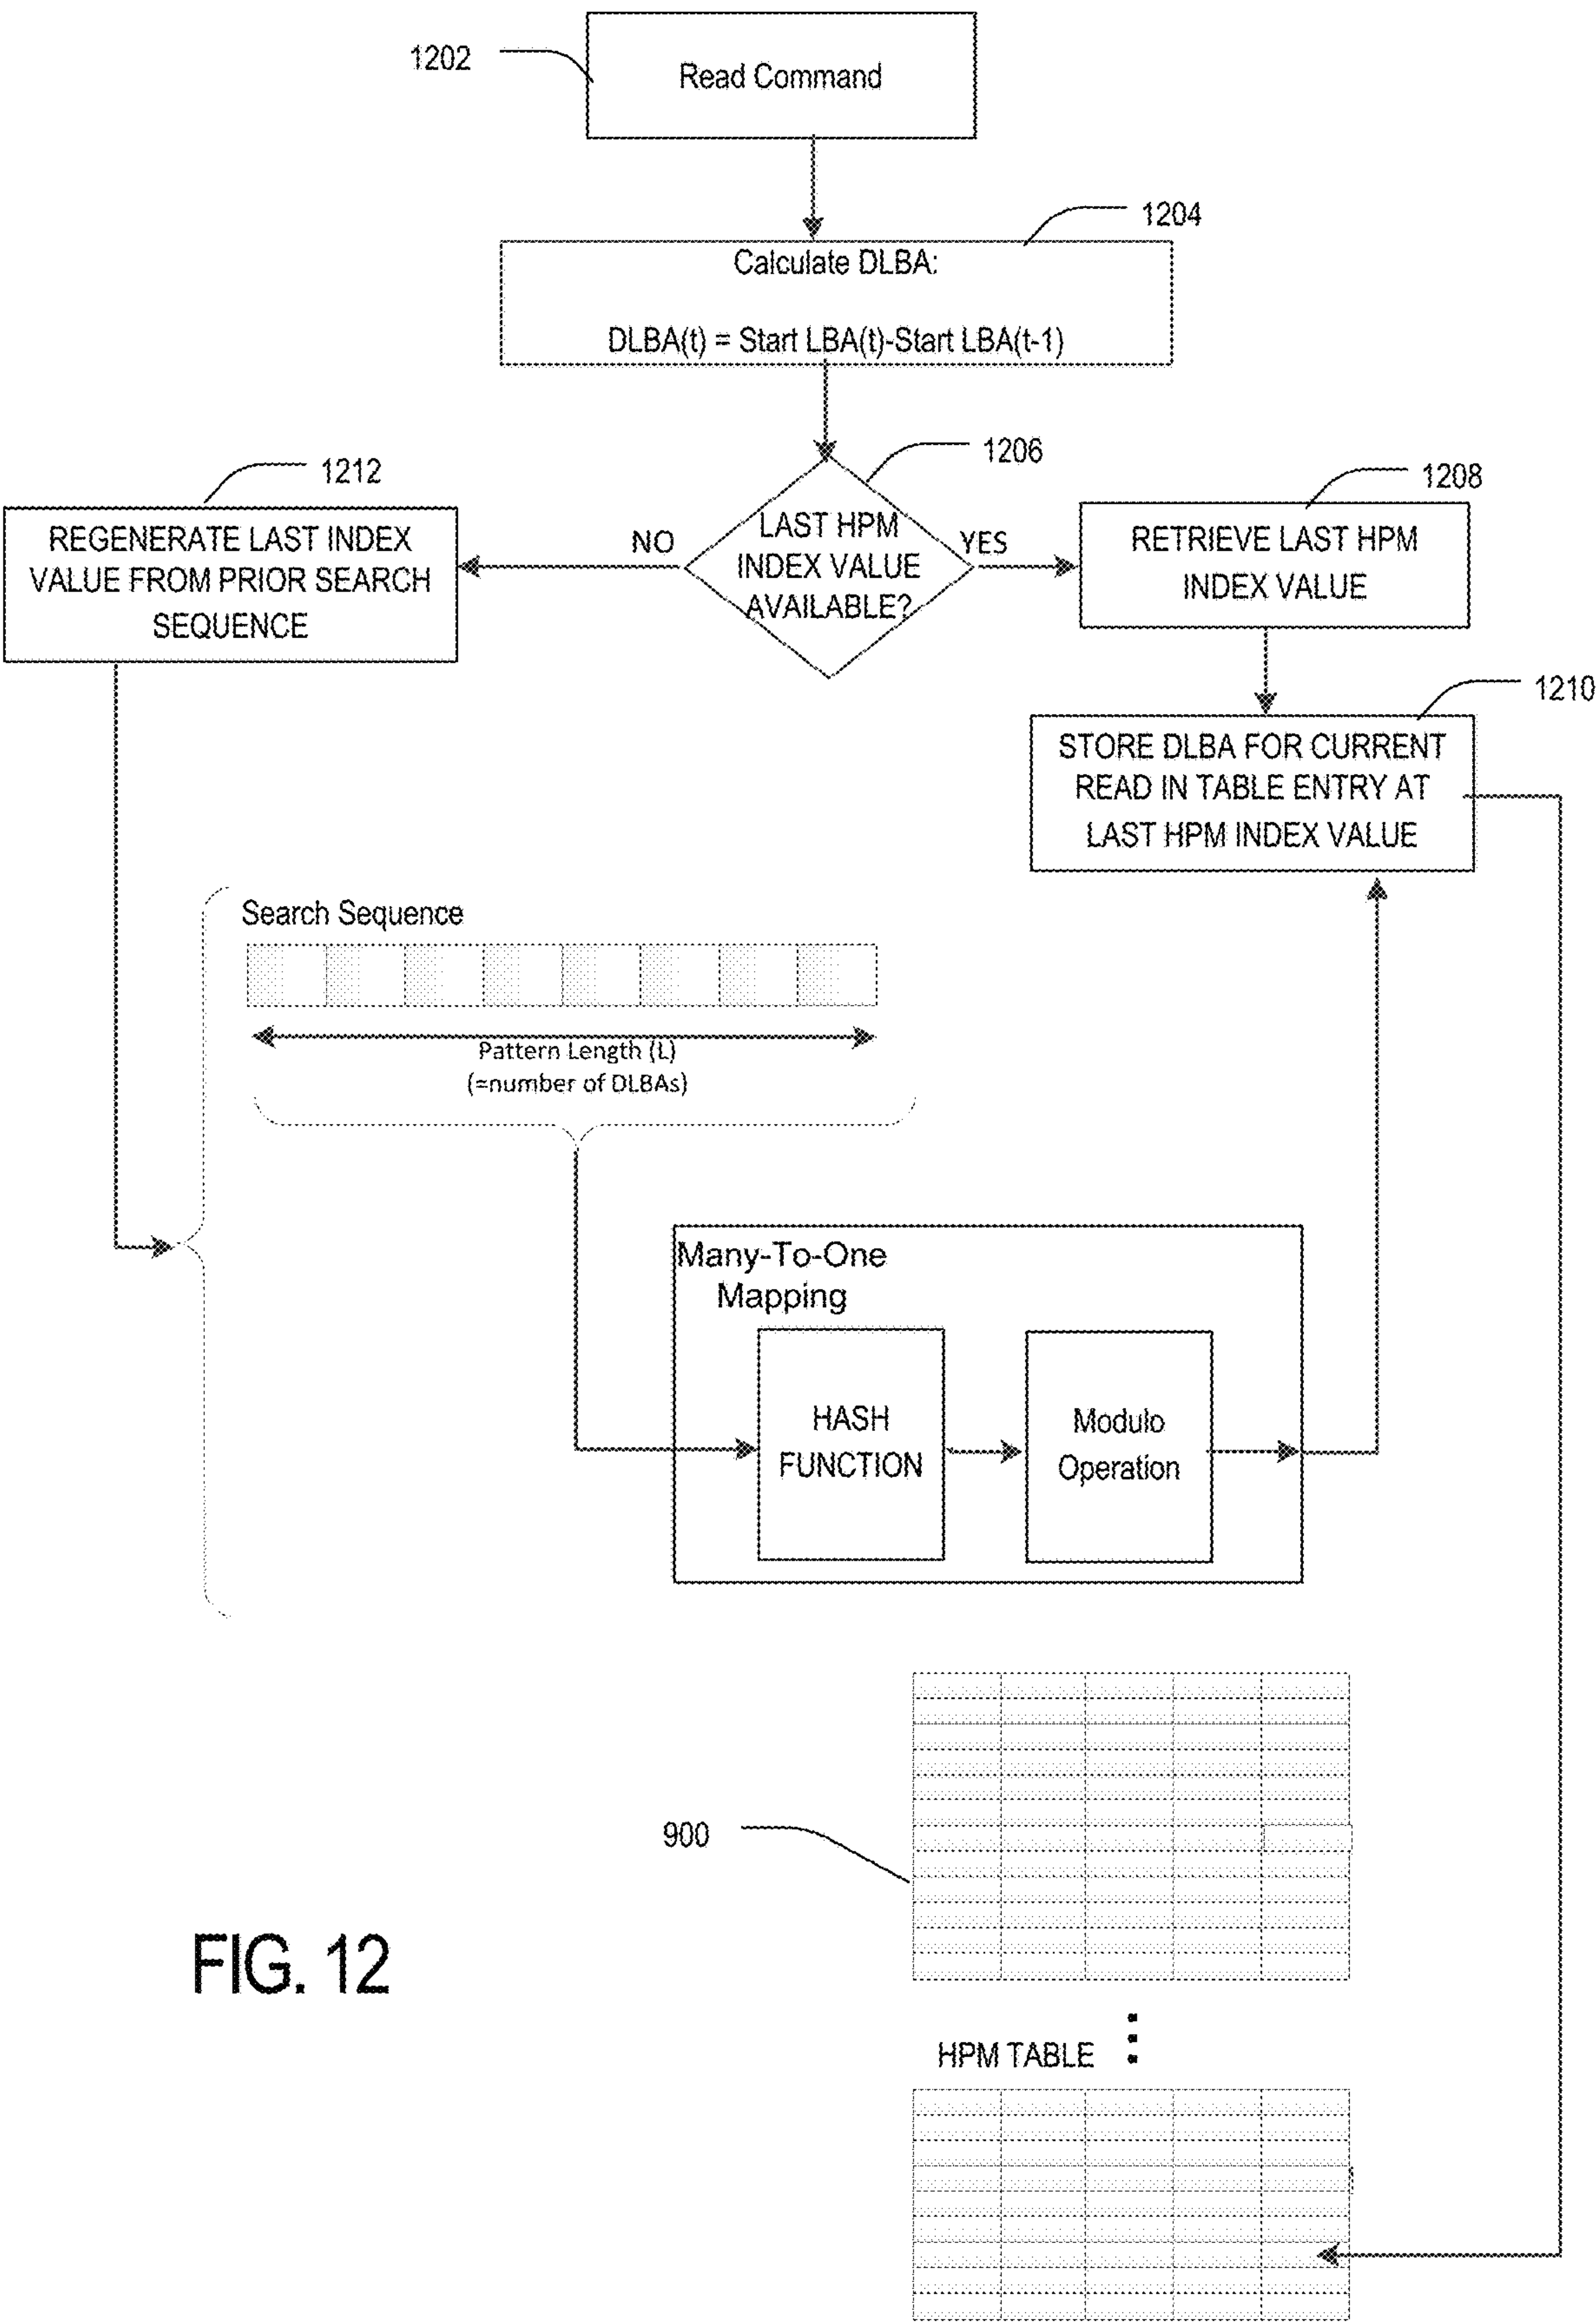 1202
Read Command
1204
Calculate DLBA:
DLBA(t) = Start LBA(t)-Start LBA(t-1)
1206
1212
1208
REGENERATE LAST INDEX
VALUE FROM PRIOR SEARCH
SEQUENCE
NO
LAST HPM
INDEX VALUE
AVAILABLE?
YES
RETRIEVE LAST HPM
INDEX VALUE
1210
STORE DLBA FOR CURRENT
READ IN TABLE ENTRY AT
LAST HPM INDEX VALUE
Search Sequence
Pattern Length (L)
(=number of DLBAs)
Many-To-One
Mapping
HASH
FUNCTION
Modulo
Operation
900
FIG. 12
HPM TABLE